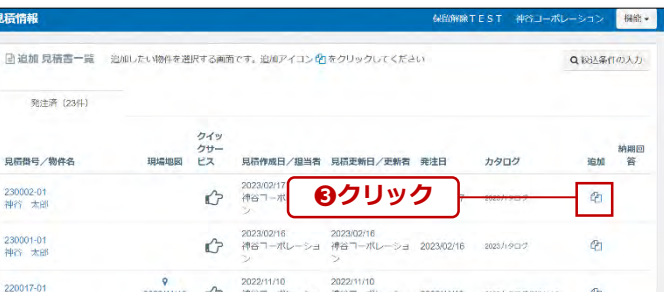 見積情報 保留解除TEST 神谷コーポレーション 機能
追加 見積書一覧 追加したい物件を選択する画面です。追加アイコン をクリックしてください 絞込条件の入力
発注済 (23件)
見積番号/物件名 現場地図 クイックサービス 見積作成日/担当者 見積更新日/更新者 発注日 カタログ 追加 納期回答
230002-01 2023/02/17
神谷 太郎 神谷コーポレーション
❸クリック
230001-01 2023/02/16 2023/02/16
神谷 太郎 神谷コーポレーション 神谷コーポレーション 2023/02/16 2023カタログ
220017-01 2022/11/10 2022/11/10